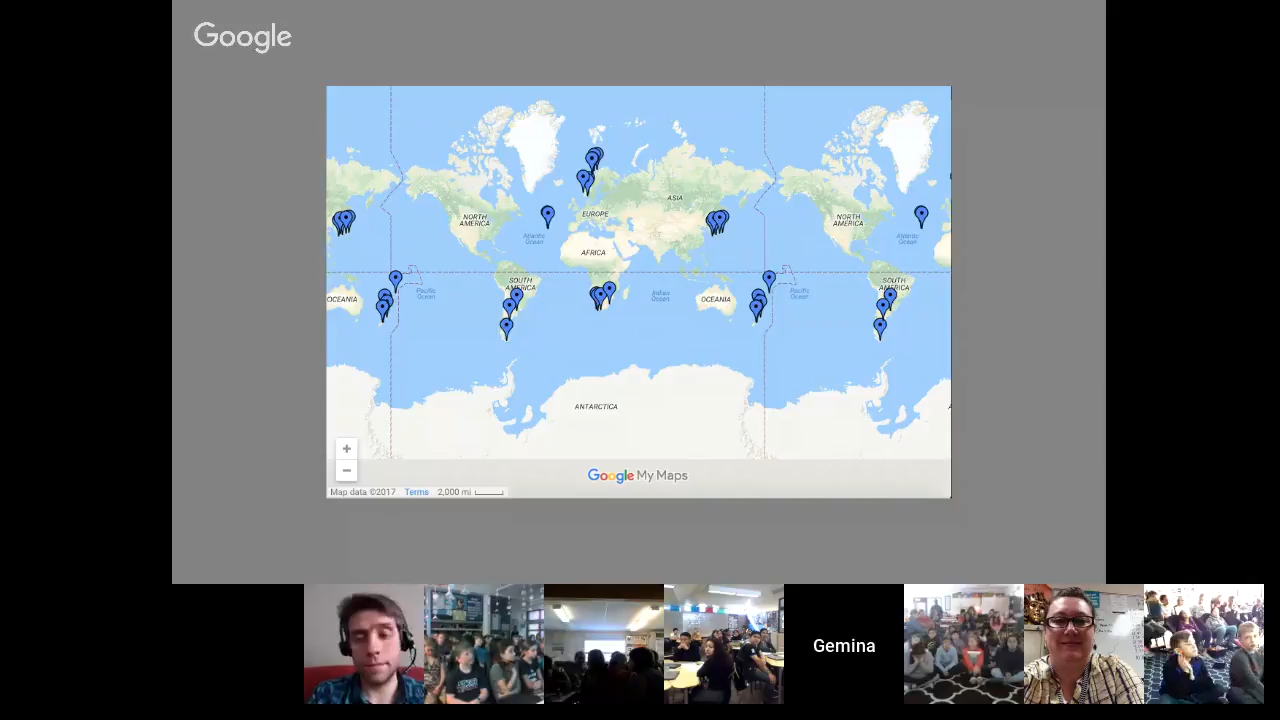 Google
NORTH
AMERICA
Atlantic
Ocean
EUROPE
ASIA
AFRICA
SOUTH
AMERICA
Indian
Ocean
OCEANIA
Pacific
Ocean
OCEANIA
Pacific
Ocean
NORTH
AMERICA
Atlantic
Ocean
SOUTH
AMERICA
ANTARCTICA
+
−
Google My Maps
Map data ©2017 Terms 2,000 mi
Gemina